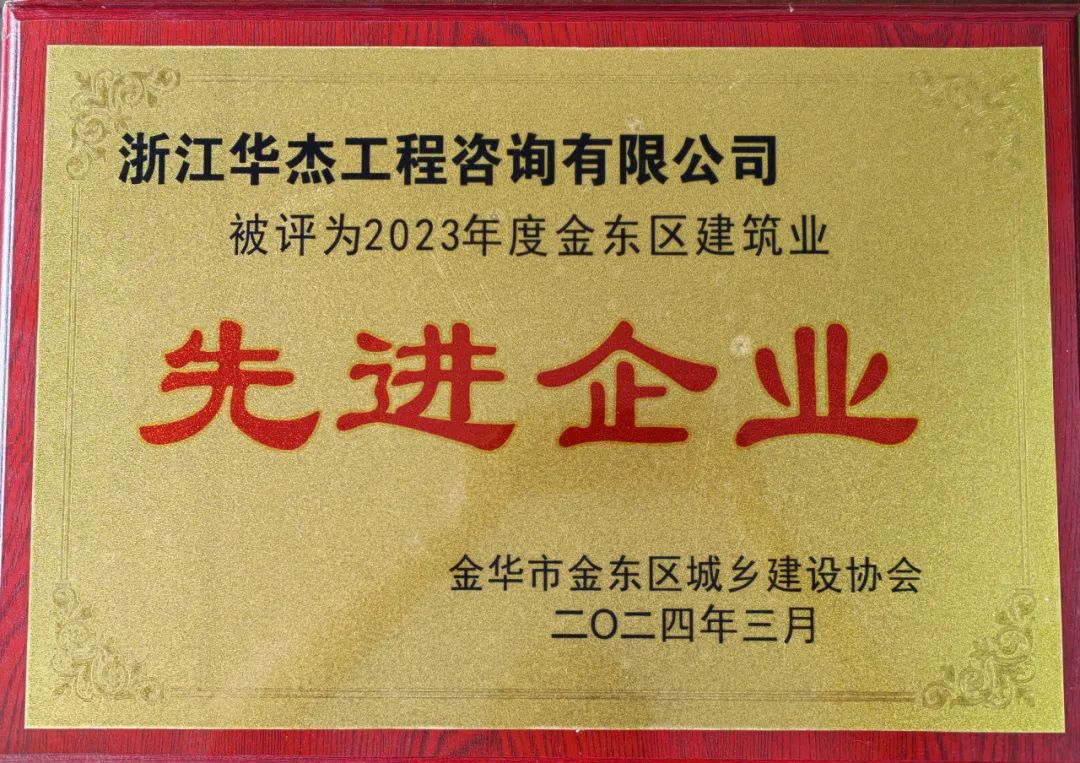 浙江华杰工程咨询有限公司
被评为2023年度金东区建筑业
先进企业
金华市金东区城乡建设协会
二〇二四年三月